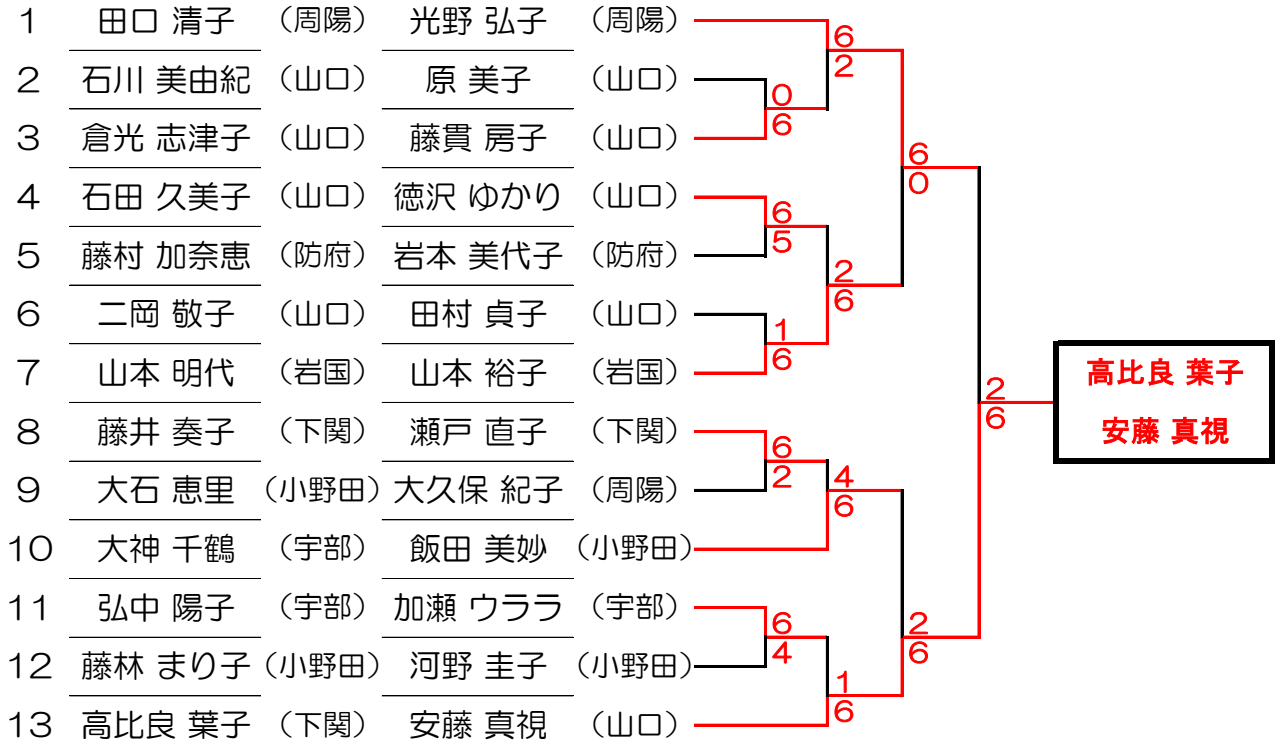 1 田口 清子 (周陽) 光野 弘子 (周陽)
2 石川 美由紀 (山口) 原 美子 (山口)
3 倉光 志津子 (山口) 藤貫 房子 (山口)
4 石田 久美子 (山口) 徳沢 ゆかり (山口)
5 藤村 加奈恵 (防府) 岩本 美代子 (防府)
6 二岡 敬子 (山口) 田村 貞子 (山口)
7 山本 明代 (岩国) 山本 裕子 (岩国)
8 藤井 奏子 (下関) 瀬戸 直子 (下関)
9 大石 恵里 (小野田) 大久保 紀子 (周陽)
10 大神 千鶴 (宇部) 飯田 美妙 (小野田)
11 弘中 陽子 (宇部) 加瀬 ウララ (宇部)
12 藤林 まり子 (小野田) 河野 圭子 (小野田)
13 高比良 葉子 (下関) 安藤 真視 (山口)
0
6
6
5
1
6
6
2
6
4
6
2
2
6
4
6
1
6
6
0
2
6
2
6
高比良 葉子
安藤 真視